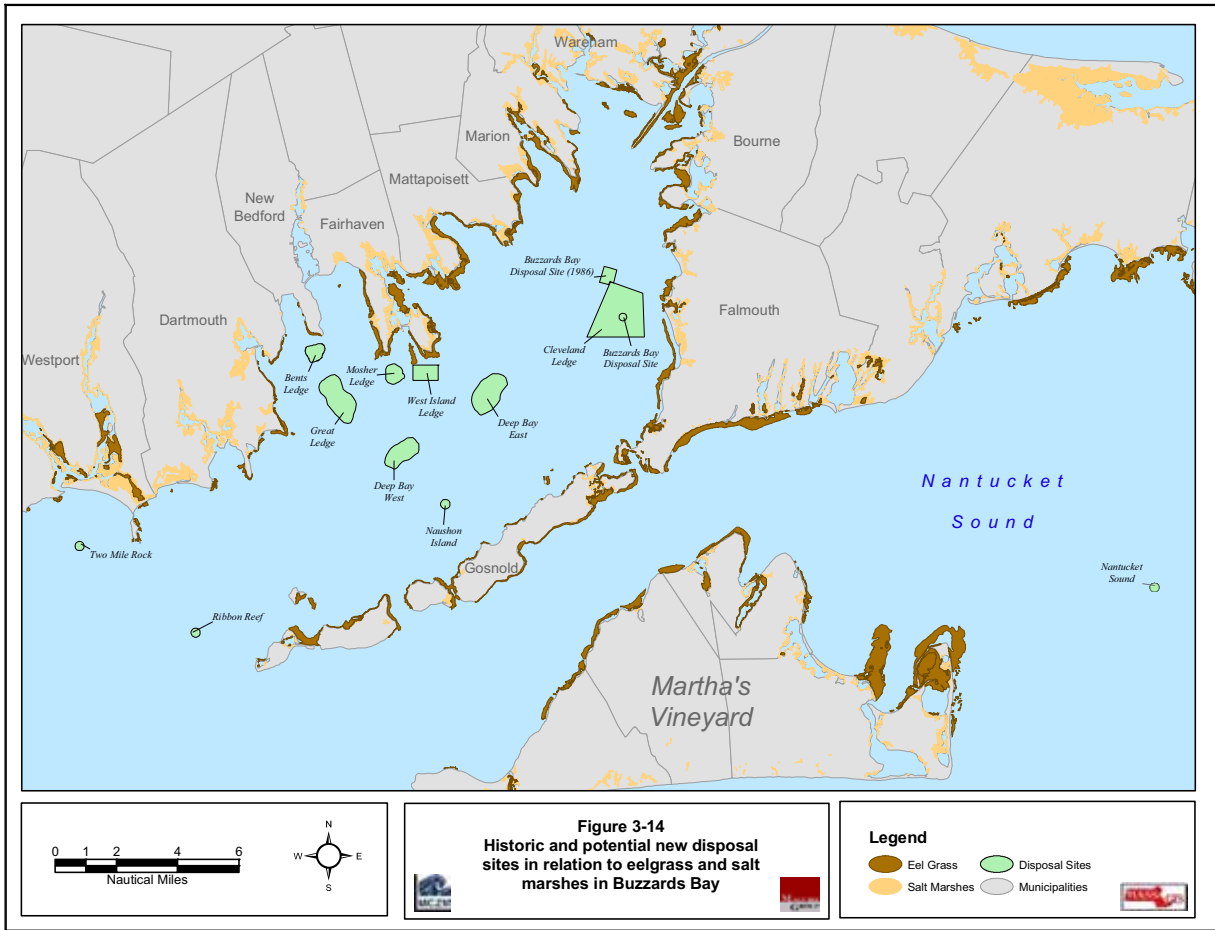 Wareham
Bourne
Marion
Mattapoisett
New
Bedford
Fairhaven
Buzzards Bay
Disposal Site (1986)
Dartmouth
Falmouth
Westport
Cleveland
Ledge
Buzzards Bay
Disposal Site
Bents
Ledge
Mosher
Ledge
West Island
Ledge
Great
Ledge
Deep Bay
East
Deep Bay
West
Nantucket
Sound
Naushon
Island
Two Mile Rock
Gosnold
Nantucket
Sound
Ribbon Reef
Martha's
Vineyard
0 1 2 4 6
Nautical Miles
N
W E
S
Figure 3-14
Historic and potential new disposal
sites in relation to eelgrass and salt
marshes in Buzzards Bay
MCZM
Legend
Eel Grass
Disposal Sites
Salt Marshes
Municipalities